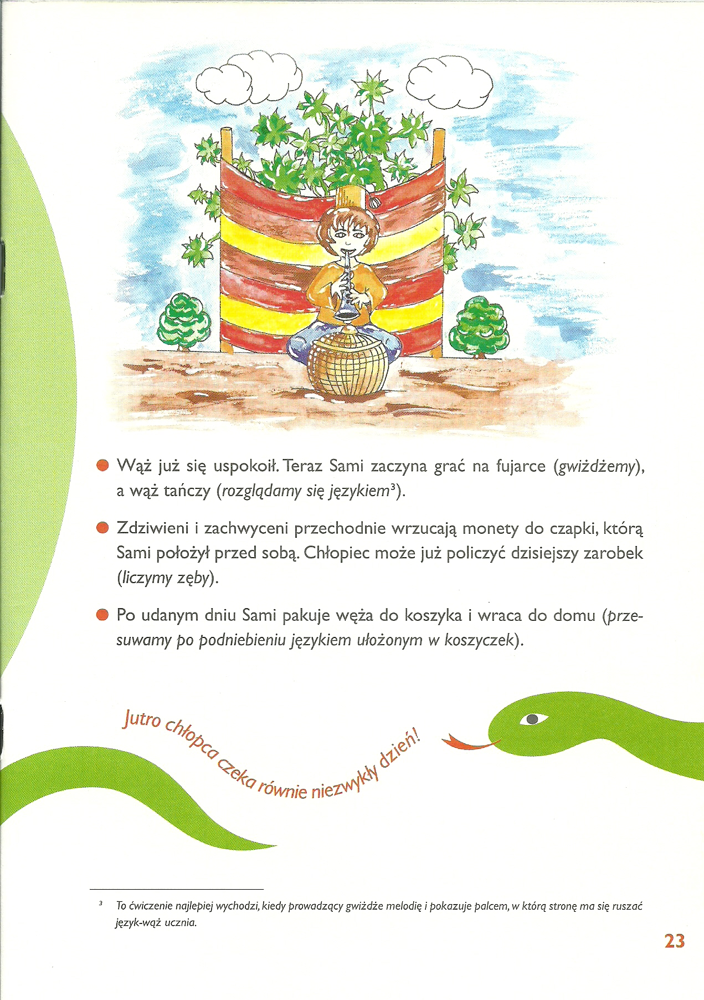 ● Wąż już się uspokoił. Teraz Sami zaczyna grać na fujarce (gwiżdżemy),
a wąż tańczy (rozglądamy się językiem³).
● Zdziwieni i zachwyceni przechodnie wrzucają monety do czapki, którą
Sami położył przed sobą. Chłopiec może już policzyć dzisiejszy zarobek
(liczymy zęby).
● Po udanym dniu Sami pakuje węża do koszyka i wraca do domu (prze-
suwamy po podniebieniu językiem ułożonym w koszyczek).
Jutro chłopca czeka równie niezwykły dzień!
³ To ćwiczenie najlepiej wychodzi, kiedy prowadzący gwiżdże melodię i pokazuje palcem, w którą stronę ma się ruszać
język-wąż ucznia.
23